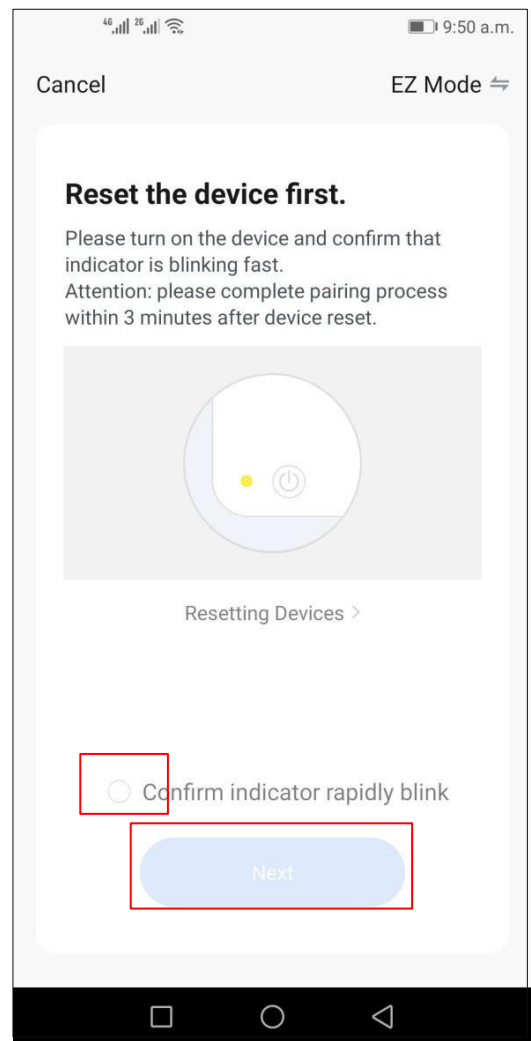 4G 2G 9:50 a.m.
Cancel EZ Mode
Reset the device first.
Please turn on the device and confirm that
indicator is blinking fast.
Attention: please complete pairing process
within 3 minutes after device reset.
Resetting Devices >
Confirm indicator rapidly blink
Next